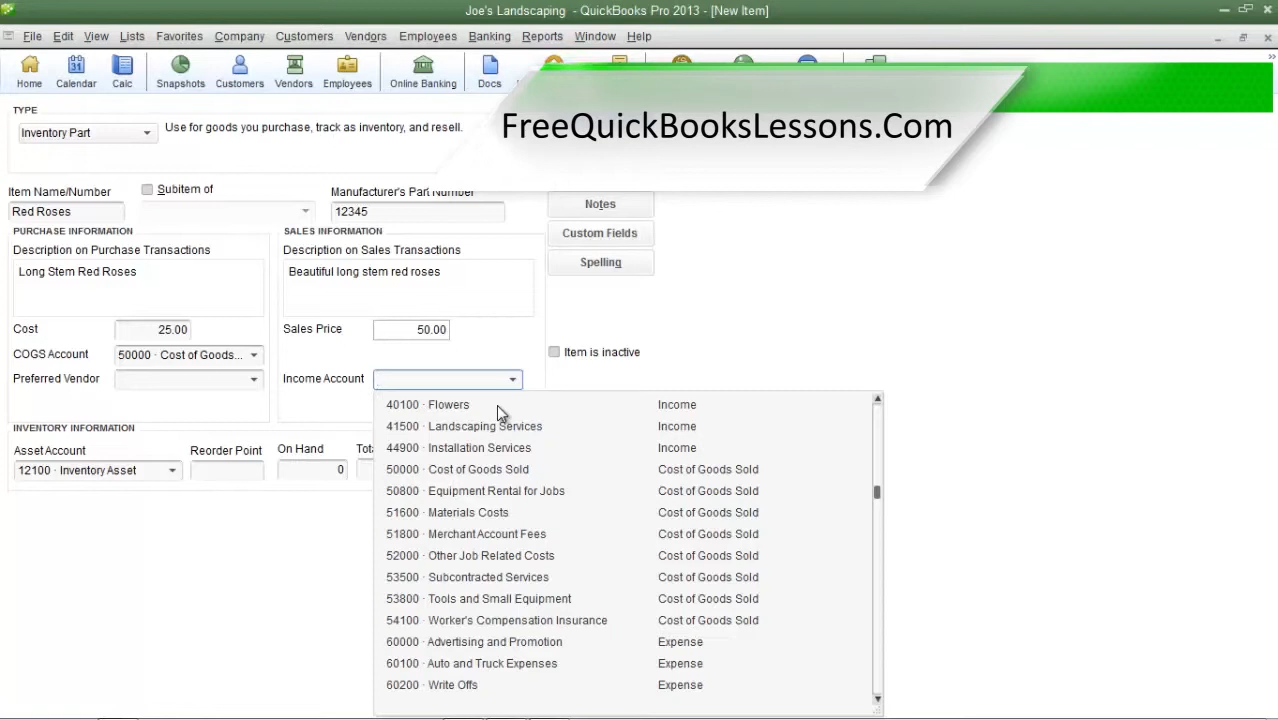 Joe's Landscaping - QuickBooks Pro 2013 - [New Item]
File Edit View Lists Favorites Company Customers Vendors Employees Banking Reports Window Help
Home Calendar Calc Snapshots Customers Vendors Employees Online Banking Docs
FreeQuickBooksLessons.Com
TYPE
Inventory Part Use for goods you purchase, track as inventory, and resell.
Item Name/Number Subitem of Manufacturer's Part Number Notes
Red Roses 12345
PURCHASE INFORMATION SALES INFORMATION Custom Fields
Description on Purchase Transactions Description on Sales Transactions
Long Stem Red Roses Beautiful long stem red roses Spelling
Cost 25.00 Sales Price 50.00
COGS Account 50000 · Cost of Goods... Item is inactive
Preferred Vendor Income Account
40100 · Flowers Income
41500 · Landscaping Services Income
INVENTORY INFORMATION
Asset Account Reorder Point On Hand
44900 · Installation Services Income
12100 · Inventory Asset 0
50000 · Cost of Goods Sold Cost of Goods Sold
50800 · Equipment Rental for Jobs Cost of Goods Sold
51600 · Materials Costs Cost of Goods Sold
51800 · Merchant Account Fees Cost of Goods Sold
52000 · Other Job Related Costs Cost of Goods Sold
53500 · Subcontracted Services Cost of Goods Sold
53800 · Tools and Small Equipment Cost of Goods Sold
54100 · Worker's Compensation Insurance Cost of Goods Sold
60000 · Advertising and Promotion Expense
60100 · Auto and Truck Expenses Expense
60200 · Write Offs Expense